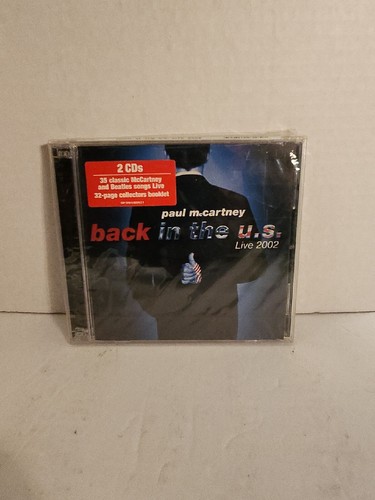 2 CDs
35 classic McCartney
and Beatles songs Live
32-page collectors booklet
paul mccartney
back in the u.s.
Live 2002